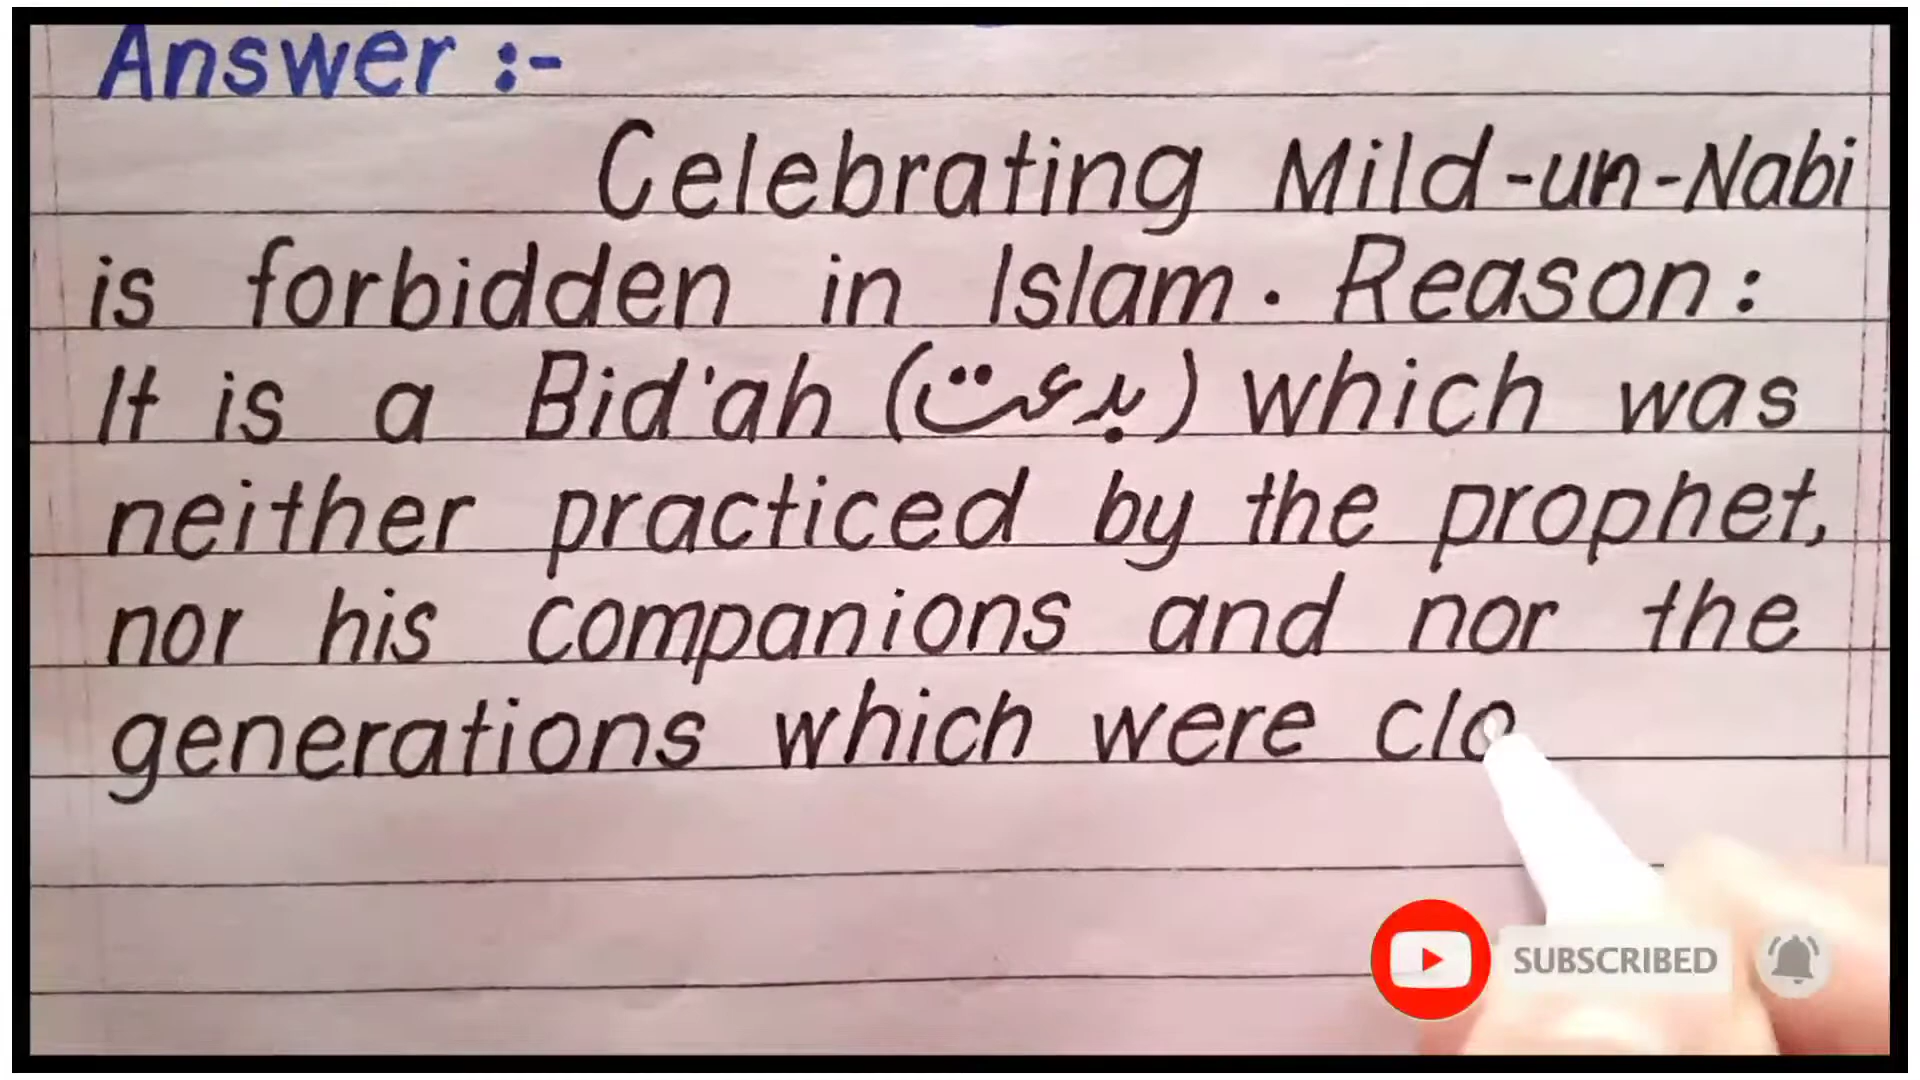 Answer :-
Celebrating Mild-un-Nabi
is forbidden in Islam. Reason:
It is a Bid'ah (بدعت) which was
neither practiced by the prophet,
nor his companions and nor the
generations which were clo
SUBSCRIBED